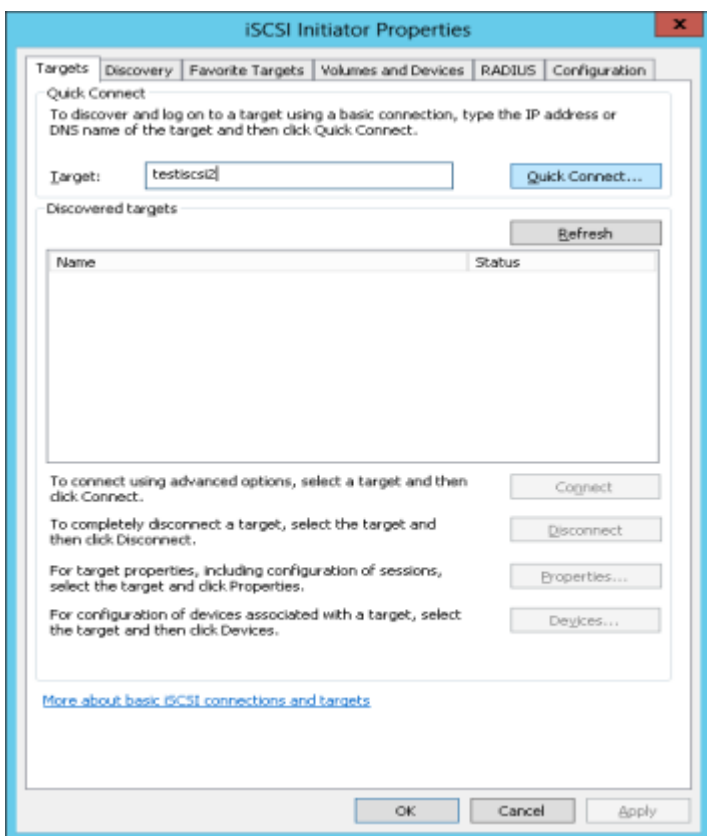 iSCSI Initiator Properties
x
Targets Discovery Favorite Targets Volumes and Devices RADIUS Configuration
Quick Connect
To discover and log on to a target using a basic connection, type the IP address or
DNS name of the target and then click Quick Connect.
Target: testiscsi2 Quick Connect...
Discovered targets
Refresh
Name Status
To connect using advanced options, select a target and then
click Connect.
Connect
To completely disconnect a target, select the target and
then click Disconnect.
Disconnect
For target properties, including configuration of sessions,
select the target and click Properties.
Properties...
For configuration of devices associated with a target, select
the target and then click Devices.
Devices...
More about basic iSCSI connections and targets
OK Cancel Apply